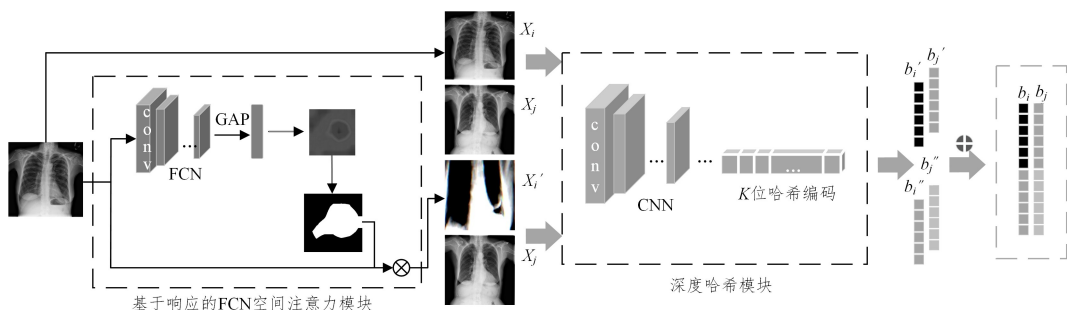 conv
FCN
GAP
...
基于响应的FCN空间注意力模块
X_i
X_j
X_i'
X_j
conv
...
...
CNN
...
K位哈希编码
深度哈希模块
b_i'
b_j'
b_i''
b_j''
b_i b_j